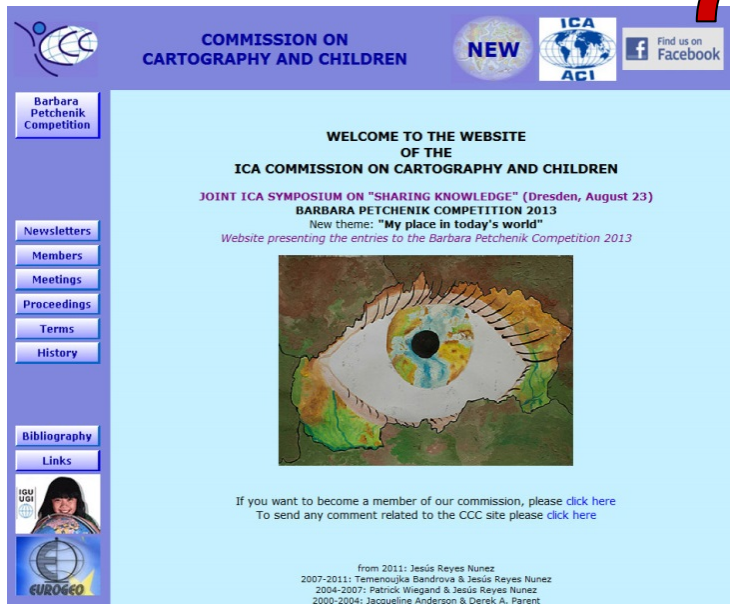 CCC
COMMISSION ON
CARTOGRAPHY AND CHILDREN
NEW
ICA
ACI
Find us on
Facebook
Barbara
Petchenik
Competition
Newsletters
Members
Meetings
Proceedings
Terms
History
Bibliography
Links
IGU
UGI
EUROGEO
WELCOME TO THE WEBSITE
OF THE
ICA COMMISSION ON CARTOGRAPHY AND CHILDREN
JOINT ICA SYMPOSIUM ON "SHARING KNOWLEDGE" (Dresden, August 23)
BARBARA PETCHENIK COMPETITION 2013
New theme: "My place in today's world"
Website presenting the entries to the Barbara Petchenik Competition 2013
If you want to become a member of our commission, please click here
To send any comment related to the CCC site please click here
from 2011: Jesús Reyes Nunez
2007-2011: Temenoujka Bandrova & Jesús Reyes Nunez
2004-2007: Patrick Wiegand & Jesús Reyes Nunez
2000-2004: Jacqueline Anderson & Derek A. Parent